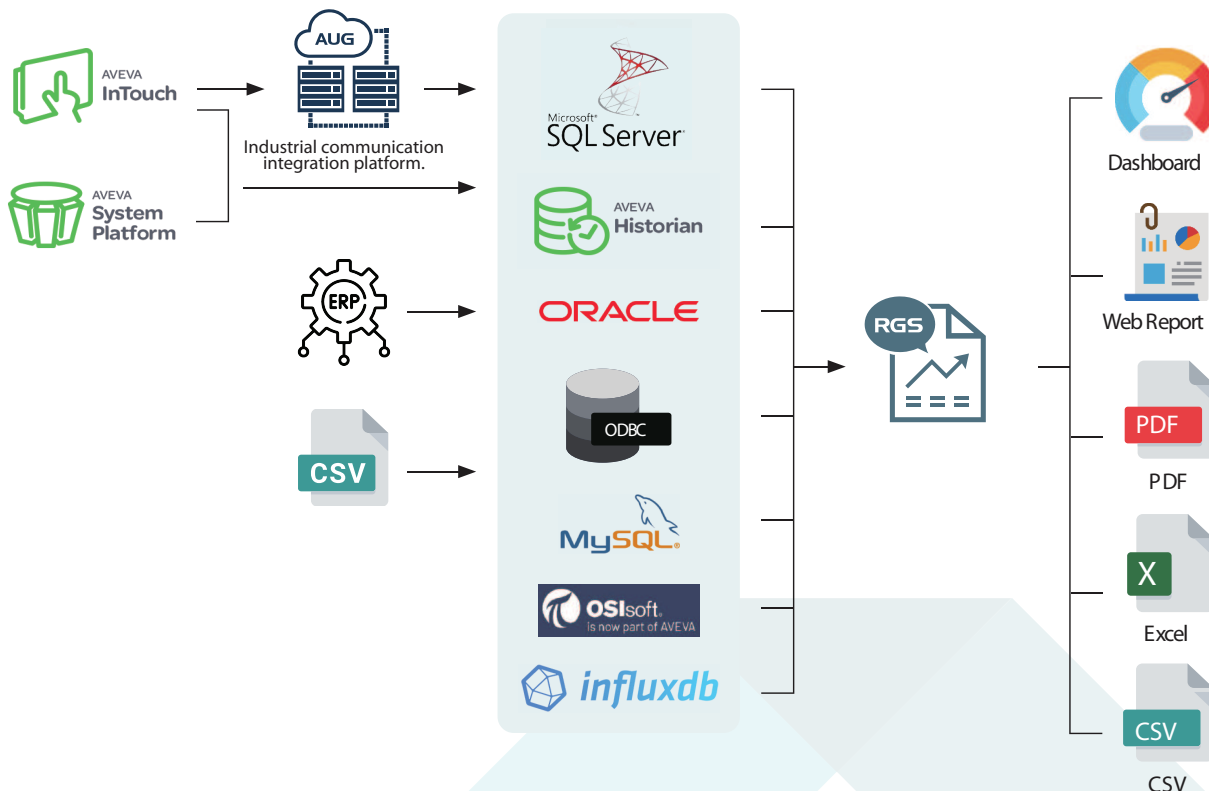 AVEVA
InTouch
AUG
Industrial communication
integration platform.
AVEVA
System
Platform
ERP
CSV
Microsoft®
SQL Server®
AVEVA
Historian
ORACLE
ODBC
MySQL®
OSIsoft.
is now part of AVEVA
influxdb
RGS
Dashboard
Web Report
PDF
PDF
X
Excel
CSV
CSV